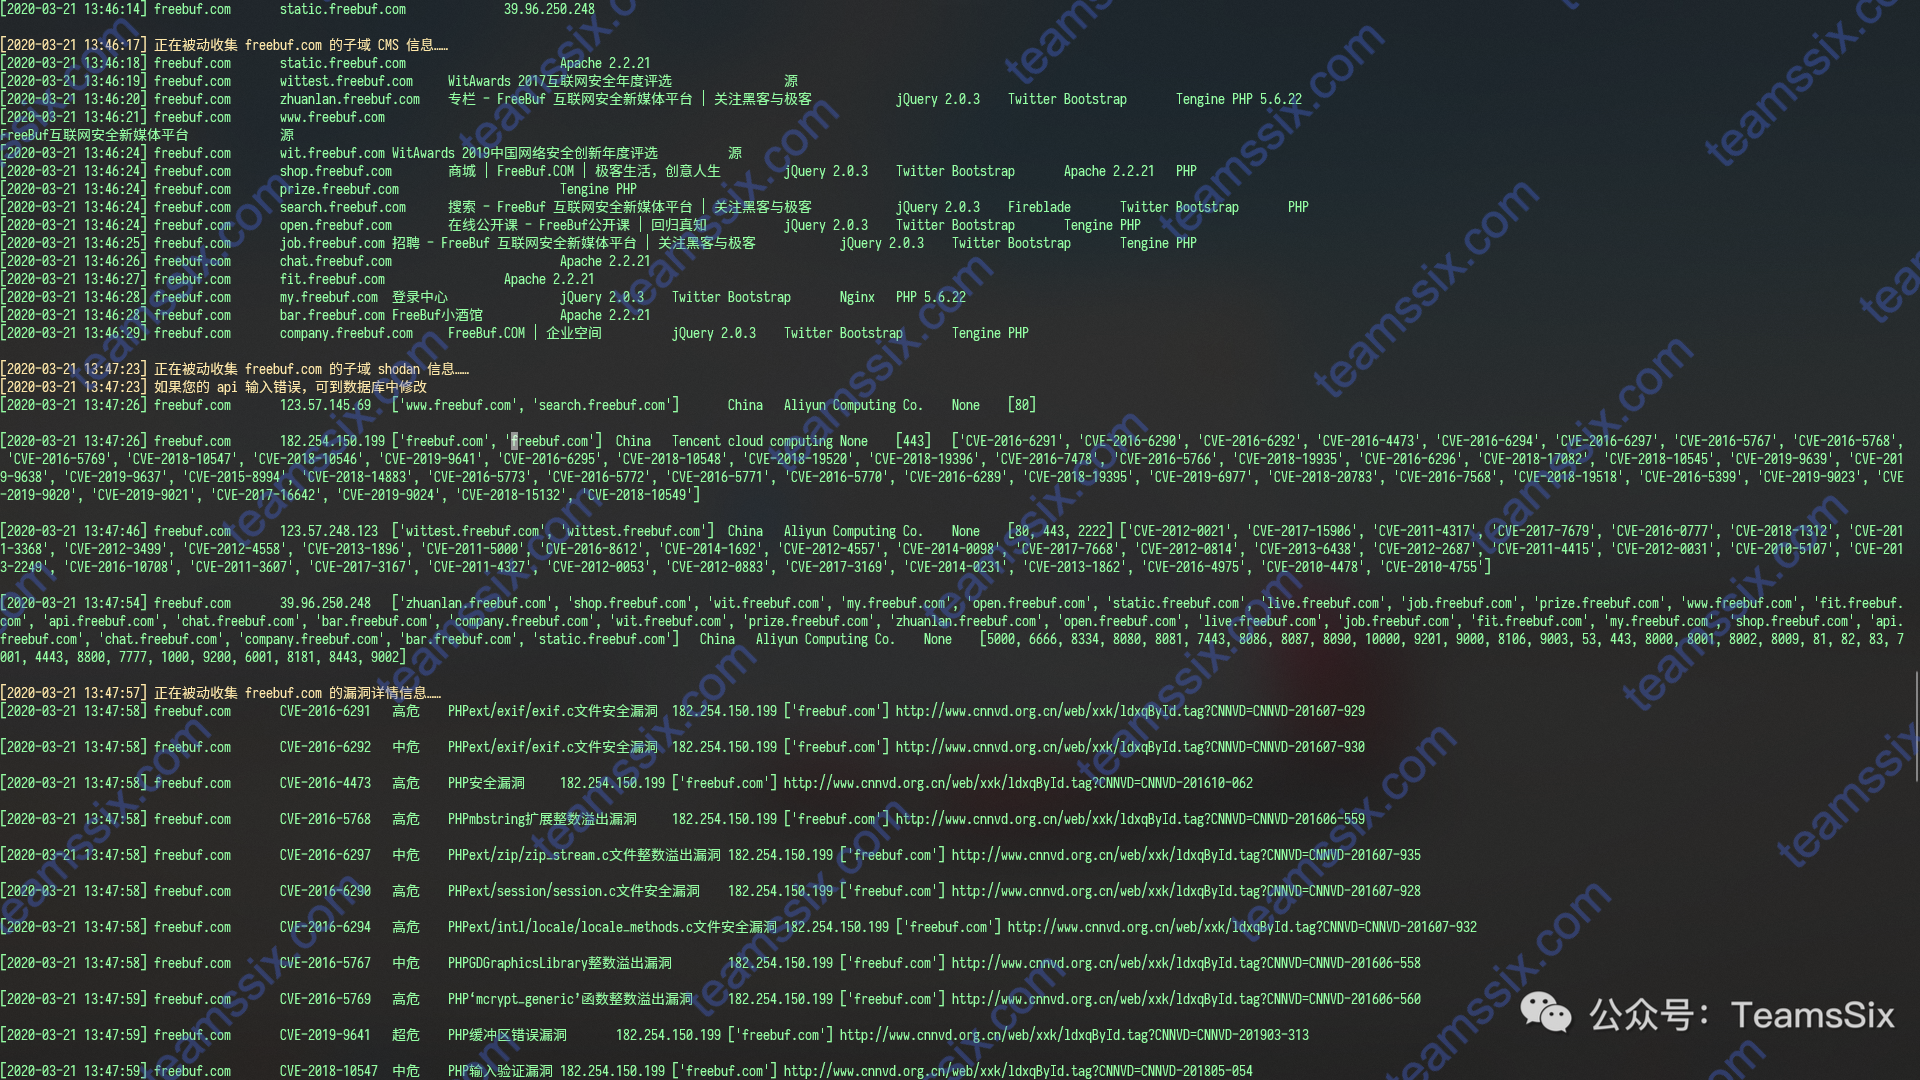 [2020-03-21 13:46:14] freebuf.com static.freebuf.com 39.96.250.248
[2020-03-21 13:46:17] 正在被动收集 freebuf.com 的子域 CMS 信息……
[2020-03-21 13:46:18] freebuf.com static.freebuf.com Apache 2.2.21
[2020-03-21 13:46:19] freebuf.com wittest.freebuf.com WitAwards 2017互联网安全年度评选 源
[2020-03-21 13:46:20] freebuf.com zhuanlan.freebuf.com 专栏 - FreeBuf 互联网安全新媒体平台 | 关注黑客与极客 jQuery 2.0.3 Twitter Bootstrap Tengine PHP 5.6.22
[2020-03-21 13:46:21] freebuf.com www.freebuf.com
FreeBuf互联网安全新媒体平台 源
[2020-03-21 13:46:24] freebuf.com wit.freebuf.com WitAwards 2019中国网络安全创新年度评选 源
[2020-03-21 13:46:24] freebuf.com shop.freebuf.com 商城 | FreeBuf.COM | 极客生活，创意人生 jQuery 2.0.3 Twitter Bootstrap Apache 2.2.21 PHP
[2020-03-21 13:46:24] freebuf.com prize.freebuf.com Tengine PHP
[2020-03-21 13:46:24] freebuf.com search.freebuf.com 搜索 - FreeBuf 互联网安全新媒体平台 | 关注黑客与极客 jQuery 2.0.3 Fireblade Twitter Bootstrap PHP
[2020-03-21 13:46:24] freebuf.com open.freebuf.com 在线公开课 - FreeBuf公开课 | 回归真知 jQuery 2.0.3 Twitter Bootstrap Tengine PHP
[2020-03-21 13:46:25] freebuf.com job.freebuf.com 招聘 - FreeBuf 互联网安全新媒体平台 | 关注黑客与极客 jQuery 2.0.3 Twitter Bootstrap Tengine PHP
[2020-03-21 13:46:26] freebuf.com chat.freebuf.com Apache 2.2.21
[2020-03-21 13:46:27] freebuf.com fit.freebuf.com Apache 2.2.21
[2020-03-21 13:46:28] freebuf.com my.freebuf.com 登录中心 jQuery 2.0.3 Twitter Bootstrap Nginx PHP 5.6.22
[2020-03-21 13:46:28] freebuf.com bar.freebuf.com FreeBuf小酒馆 Apache 2.2.21
[2020-03-21 13:46:29] freebuf.com company.freebuf.com FreeBuf.COM | 企业空间 jQuery 2.0.3 Twitter Bootstrap Tengine PHP
[2020-03-21 13:47:23] 正在被动收集 freebuf.com 的子域 shodan 信息……
[2020-03-21 13:47:23] 如果您的 api 输入错误，可到数据库中修改
[2020-03-21 13:47:26] freebuf.com 123.57.145.69 ['www.freebuf.com', 'search.freebuf.com'] China Aliyun Computing Co. None [80]
[2020-03-21 13:47:26] freebuf.com 182.254.150.199 ['freebuf.com', 'freebuf.com'] China Tencent cloud computing None [443] ['CVE-2016-6291', 'CVE-2016-6290', 'CVE-2016-6292', 'CVE-2016-4473', 'CVE-2016-6294', 'CVE-2016-6297', 'CVE-2016-5767', 'CVE-2016-5768',
'CVE-2016-5769', 'CVE-2018-10547', 'CVE-2018-10546', 'CVE-2019-9641', 'CVE-2016-6295', 'CVE-2018-10548', 'CVE-2018-19520', 'CVE-2018-19396', 'CVE-2016-7478', 'CVE-2016-5766', 'CVE-2018-19935', 'CVE-2016-6296', 'CVE-2018-17082', 'CVE-2018-10545', 'CVE-2019-9639', 'CVE-201
9-9638', 'CVE-2019-9637', 'CVE-2015-8994', 'CVE-2018-14883', 'CVE-2016-5773', 'CVE-2016-5772', 'CVE-2016-5771', 'CVE-2016-5770', 'CVE-2016-6289', 'CVE-2018-19395', 'CVE-2019-6977', 'CVE-2018-20783', 'CVE-2016-7568', 'CVE-2018-19518', 'CVE-2016-5399', 'CVE-2019-9023', 'CVE
-2019-9020', 'CVE-2019-9021', 'CVE-2017-16642', 'CVE-2019-9024', 'CVE-2018-15132', 'CVE-2018-10549']
[2020-03-21 13:47:46] freebuf.com 123.57.248.123 ['wittest.freebuf.com', 'wittest.freebuf.com'] China Aliyun Computing Co. None [80, 443, 2222] ['CVE-2012-0021', 'CVE-2017-15906', 'CVE-2011-4317', 'CVE-2017-7679', 'CVE-2016-0777', 'CVE-2018-1312', 'CVE-201
1-3368', 'CVE-2012-3499', 'CVE-2012-4558', 'CVE-2013-1896', 'CVE-2011-5000', 'CVE-2016-8612', 'CVE-2014-1692', 'CVE-2012-4557', 'CVE-2014-0098', 'CVE-2017-7668', 'CVE-2012-0814', 'CVE-2013-6438', 'CVE-2012-2687', 'CVE-2011-4415', 'CVE-2012-0031', 'CVE-2010-5107', 'CVE-201
3-2249', 'CVE-2016-10708', 'CVE-2011-3607', 'CVE-2017-3167', 'CVE-2011-4327', 'CVE-2012-0053', 'CVE-2012-0883', 'CVE-2017-3169', 'CVE-2014-0231', 'CVE-2013-1862', 'CVE-2016-4975', 'CVE-2010-4478', 'CVE-2010-4755']
[2020-03-21 13:47:54] freebuf.com 39.96.250.248 ['zhuanlan.freebuf.com', 'shop.freebuf.com', 'wit.freebuf.com', 'my.freebuf.com', 'open.freebuf.com', 'static.freebuf.com', 'live.freebuf.com', 'job.freebuf.com', 'prize.freebuf.com', 'www.freebuf.com', 'fit.freebuf.
com', 'api.freebuf.com', 'chat.freebuf.com', 'bar.freebuf.com', 'company.freebuf.com', 'wit.freebuf.com', 'prize.freebuf.com', 'zhuanlan.freebuf.com', 'open.freebuf.com', 'live.freebuf.com', 'job.freebuf.com', 'fit.freebuf.com', 'my.freebuf.com', 'shop.freebuf.com', 'api.
freebuf.com', 'chat.freebuf.com', 'company.freebuf.com', 'bar.freebuf.com', 'static.freebuf.com'] China Aliyun Computing Co. None [5000, 6666, 8334, 8080, 8081, 7443, 8086, 8087, 8090, 10000, 9201, 9000, 8106, 9003, 53, 443, 8000, 8001, 8002, 8009, 81, 82, 83, 7
001, 4443, 8800, 7777, 1000, 9200, 6001, 8181, 8443, 9002]
[2020-03-21 13:47:57] 正在被动收集 freebuf.com 的漏洞详情信息……
[2020-03-21 13:47:58] freebuf.com CVE-2016-6291 高危 PHPext/exif/exif.c文件安全漏洞 182.254.150.199 ['freebuf.com'] http://www.cnnvd.org.cn/web/xxk/ldxqById.tag?CNNVD=CNNVD-201607-929
[2020-03-21 13:47:58] freebuf.com CVE-2016-6292 中危 PHPext/exif/exif.c文件安全漏洞 182.254.150.199 ['freebuf.com'] http://www.cnnvd.org.cn/web/xxk/ldxqById.tag?CNNVD=CNNVD-201607-930
[2020-03-21 13:47:58] freebuf.com CVE-2016-4473 高危 PHP安全漏洞 182.254.150.199 ['freebuf.com'] http://www.cnnvd.org.cn/web/xxk/ldxqById.tag?CNNVD=CNNVD-201610-062
[2020-03-21 13:47:58] freebuf.com CVE-2016-5768 高危 PHPmbstring扩展整数溢出漏洞 182.254.150.199 ['freebuf.com'] http://www.cnnvd.org.cn/web/xxk/ldxqById.tag?CNNVD=CNNVD-201606-559
[2020-03-21 13:47:58] freebuf.com CVE-2016-6297 中危 PHPext/zip/zip_stream.c文件整数溢出漏洞 182.254.150.199 ['freebuf.com'] http://www.cnnvd.org.cn/web/xxk/ldxqById.tag?CNNVD=CNNVD-201607-935
[2020-03-21 13:47:58] freebuf.com CVE-2016-6290 高危 PHPext/session/session.c文件安全漏洞 182.254.150.199 ['freebuf.com'] http://www.cnnvd.org.cn/web/xxk/ldxqById.tag?CNNVD=CNNVD-201607-928
[2020-03-21 13:47:58] freebuf.com CVE-2016-6294 高危 PHPext/intl/locale/locale_methods.c文件安全漏洞 182.254.150.199 ['freebuf.com'] http://www.cnnvd.org.cn/web/xxk/ldxqById.tag?CNNVD=CNNVD-201607-932
[2020-03-21 13:47:58] freebuf.com CVE-2016-5767 中危 PHPGDGraphicsLibrary整数溢出漏洞 182.254.150.199 ['freebuf.com'] http://www.cnnvd.org.cn/web/xxk/ldxqById.tag?CNNVD=CNNVD-201606-558
[2020-03-21 13:47:59] freebuf.com CVE-2016-5769 高危 PHP‘mcrypt_generic’函数整数溢出漏洞 182.254.150.199 ['freebuf.com'] http://www.cnnvd.org.cn/web/xxk/ldxqById.tag?CNNVD=CNNVD-201606-560
[2020-03-21 13:47:59] freebuf.com CVE-2019-9641 超危 PHP缓冲区错误漏洞 182.254.150.199 ['freebuf.com'] http://www.cnnvd.org.cn/web/xxk/ldxqById.tag?CNNVD=CNNVD-201903-313
[2020-03-21 13:47:59] freebuf.com CVE-2018-10547 中危 PHP输入验证漏洞 182.254.150.199 ['freebuf.com'] http://www.cnnvd.org.cn/web/xxk/ldxqById.tag?CNNVD=CNNVD-201805-054
公众号：TeamsSix
teamssix.com